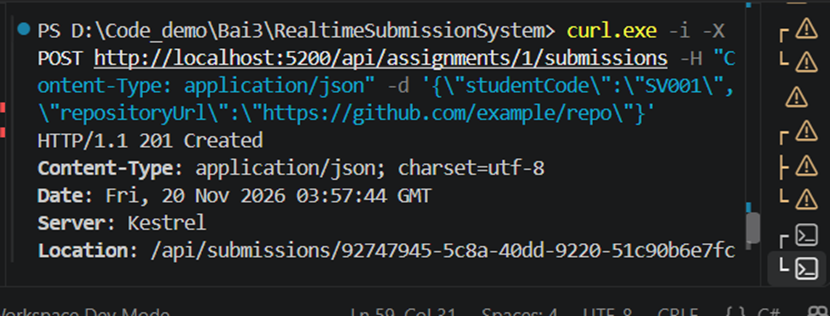 PS D:\Code_demo\Bai3\RealtimeSubmissionSystem> curl.exe -i -X
POST http://localhost:5200/api/assignments/1/submissions -H "C
ontent-Type: application/json" -d '{\"studentCode\":\"SV001\",
\"repositoryUrl\":\"https://github.com/example/repo\"}'
HTTP/1.1 201 Created
Content-Type: application/json; charset=utf-8
Date: Fri, 20 Nov 2026 03:57:44 GMT
Server: Kestrel
Location: /api/submissions/92747945-5c8a-40dd-9220-51c90b6e7fc
orkspace Dev Mode Ln 59, Col 31 Spaces: 4 UTF-8 CRLF { } C#